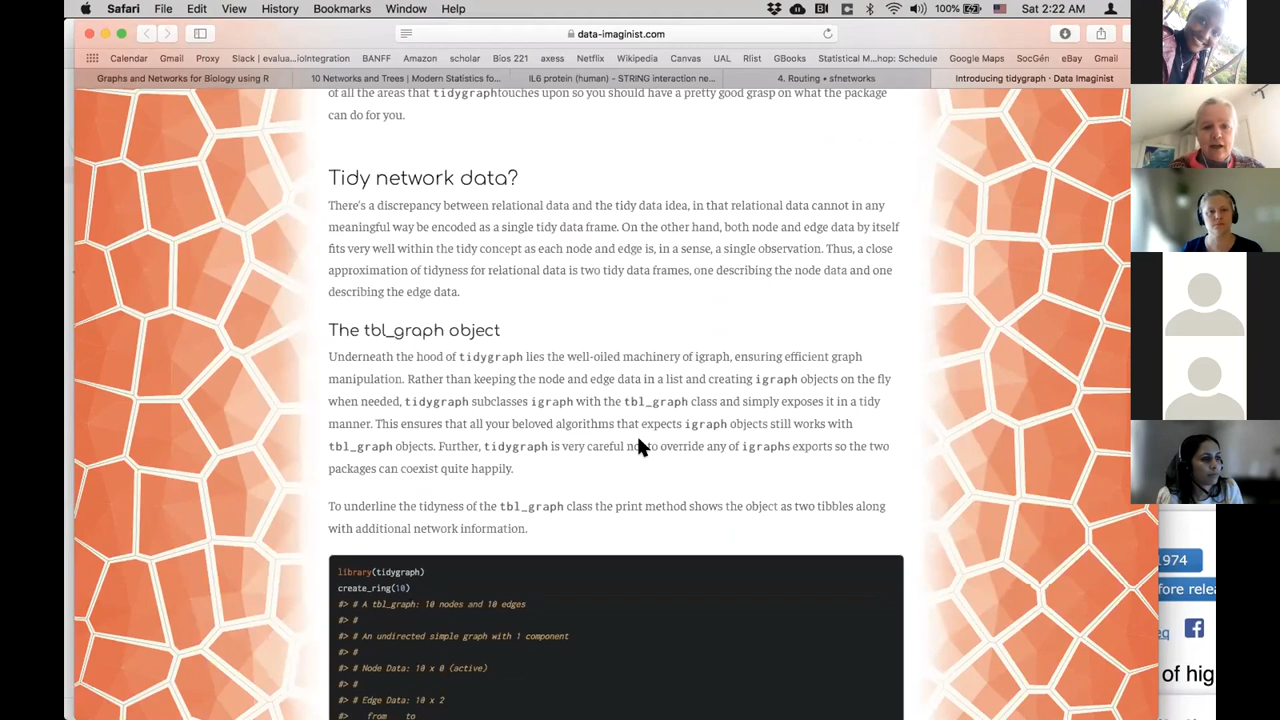 Safari File Edit View History Bookmarks Window Help 100% Sat 2:22 AM
data-imaginist.com
Calendar Gmail Proxy Slack | evalua...ioIntegration BANFF Amazon scholar Bios 221 axess Netflix Wikipedia Canvas UAL Rlist GBooks Statistical M...hop: Schedule Google Maps SocGén eBay Gmail
Graphs and Networks for Biology using R 10 Networks and Trees | Modern Statistics fo... IL6 protein (human) - STRING interaction ne... 4. Routing • sfnetworks Introducing tidygraph · Data Imaginist
of all the areas that tidygraphtouches upon so you should have a pretty good grasp on what the package
can do for you.
Tidy network data?
There's a discrepancy between relational data and the tidy data idea, in that relational data cannot in any
meaningful way be encoded as a single tidy data frame. On the other hand, both node and edge data by itself
fits very well within the tidy concept as each node and edge is, in a sense, a single observation. Thus, a close
approximation of tidyness for relational data is two tidy data frames, one describing the node data and one
describing the edge data.
The tbl_graph object
Underneath the hood of tidygraph lies the well-oiled machinery of igraph, ensuring efficient graph
manipulation. Rather than keeping the node and edge data in a list and creating igraph objects on the fly
when needed, tidygraph subclasses igraph with the tbl_graph class and simply exposes it in a tidy
manner. This ensures that all your beloved algorithms that expects igraph objects still works with
tbl_graph objects. Further, tidygraph is very careful no to override any of igraphs exports so the two
packages can coexist quite happily.
To underline the tidyness of the tbl_graph class the print method shows the object as two tibbles along
with additional network information.
library(tidygraph)
create_ring(10)
#> # A tbl_graph: 10 nodes and 10 edges
#> #
#> # An undirected simple graph with 1 component
#> #
#> # Node Data: 10 x 0 (active)
#> #
#> # Edge Data: 10 x 2
#> from to
1974
fore relea
eq
of hig